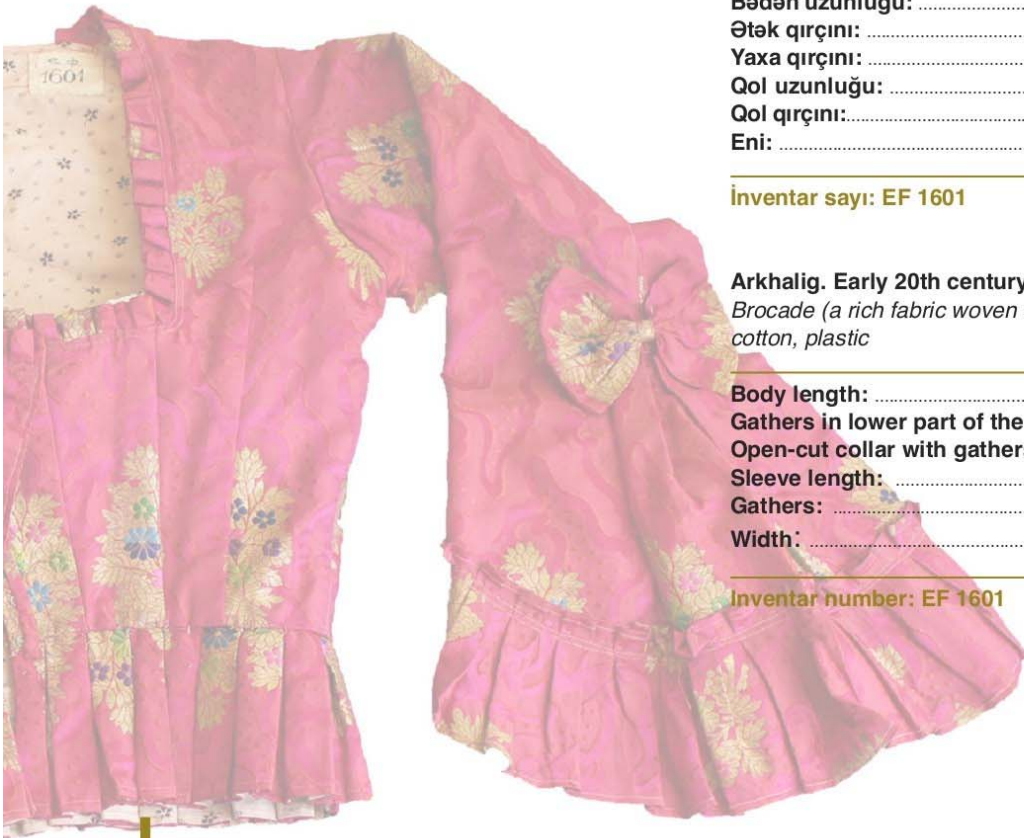 1601
Bədən uzunluğu: ...................
Ətək qırçını: ...................
Yaxa qırçını: ...................
Qol uzunluğu: ...................
Qol qırçını:...................
Eni: ...................
İnventar sayı: EF 1601
Arkhalig. Early 20th century
Brocade (a rich fabric woven
cotton, plastic
Body length: ...................
Gathers in lower part of the
Open-cut collar with gathers
Sleeve length: ...................
Gathers: ...................
Width: ...................
Inventar number: EF 1601